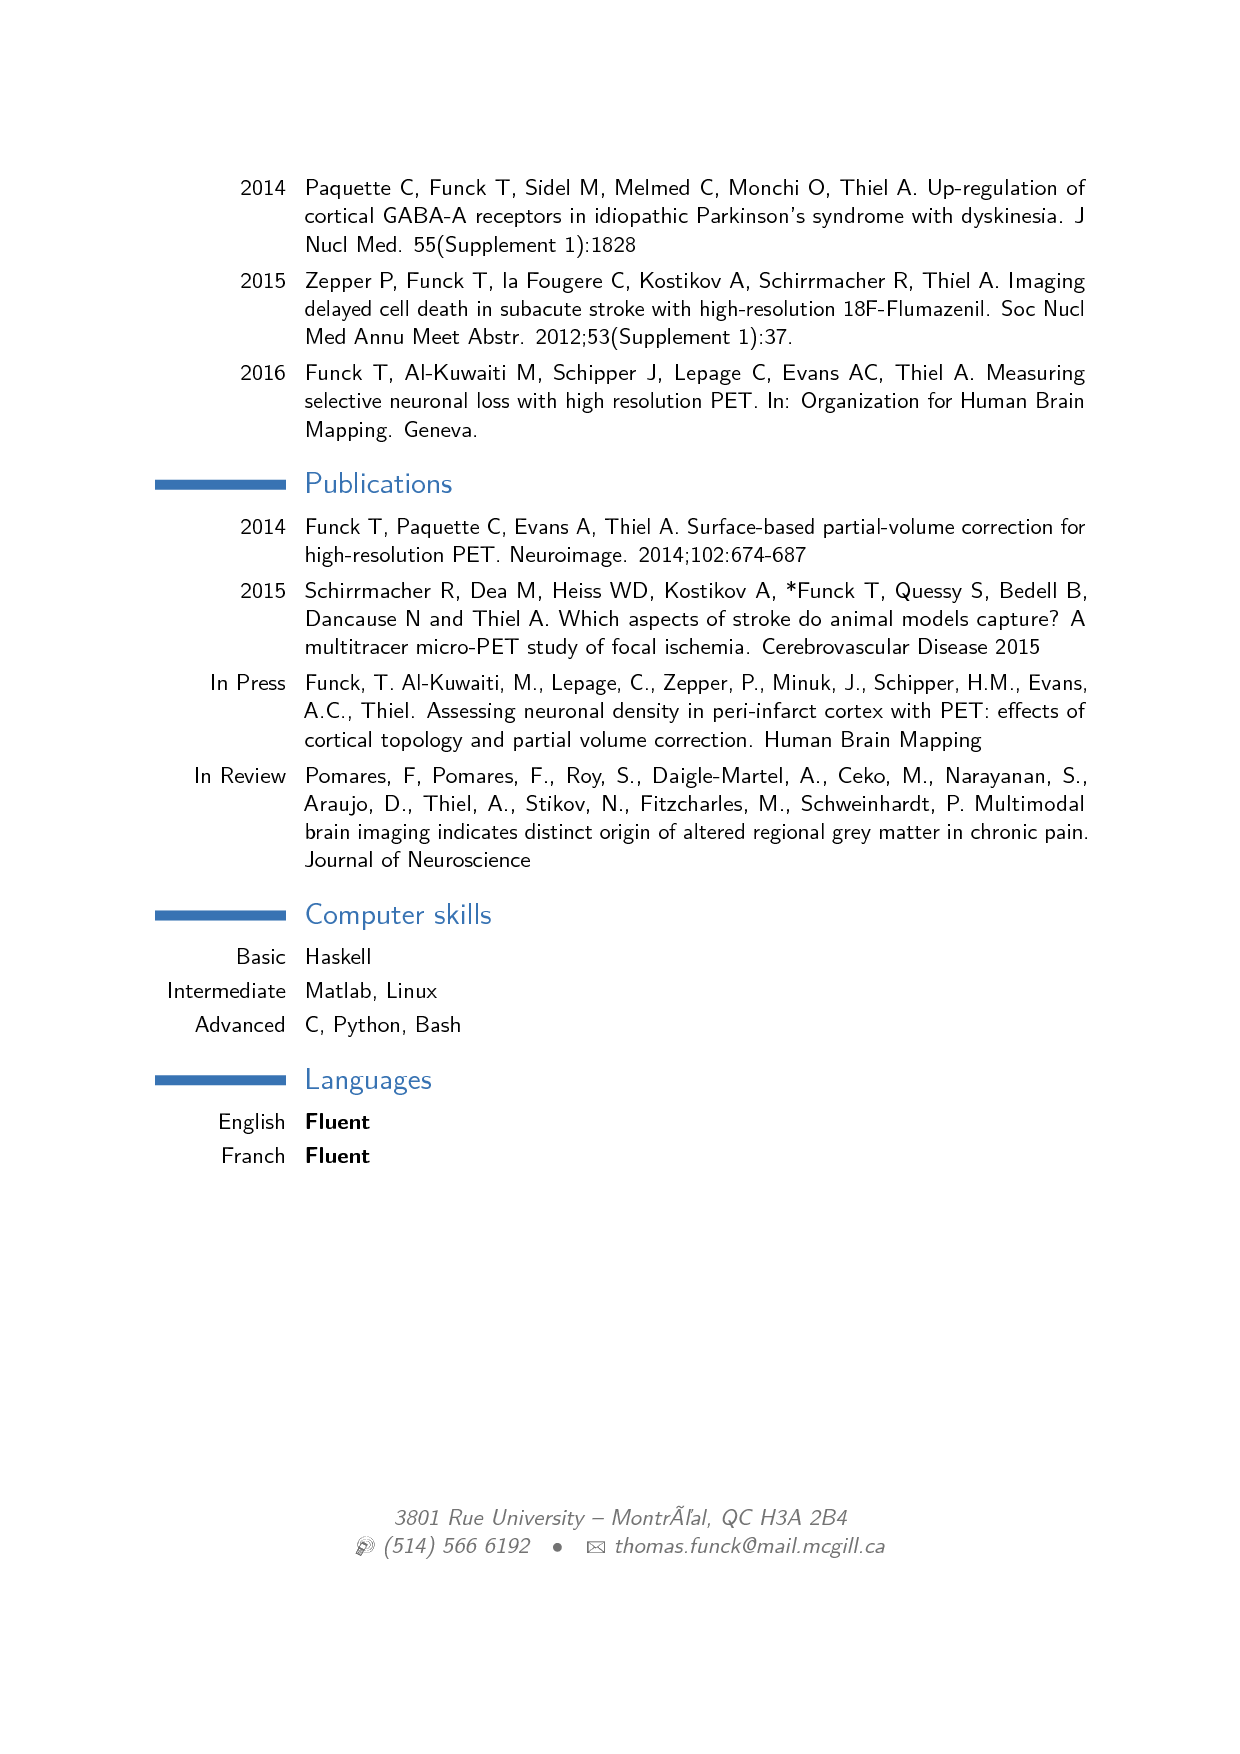 2014 Paquette C, Funck T, Sidel M, Melmed C, Monchi O, Thiel A. Up-regulation of
cortical GABA-A receptors in idiopathic Parkinson's syndrome with dyskinesia. J
Nucl Med. 55(Supplement 1):1828
2015 Zepper P, Funck T, la Fougere C, Kostikov A, Schirrmacher R, Thiel A. Imaging
delayed cell death in subacute stroke with high-resolution 18F-Flumazenil. Soc Nucl
Med Annu Meet Abstr. 2012;53(Supplement 1):37.
2016 Funck T, Al-Kuwaiti M, Schipper J, Lepage C, Evans AC, Thiel A. Measuring
selective neuronal loss with high resolution PET. In: Organization for Human Brain
Mapping. Geneva.
Publications
2014 Funck T, Paquette C, Evans A, Thiel A. Surface-based partial-volume correction for
high-resolution PET. Neuroimage. 2014;102:674-687
2015 Schirrmacher R, Dea M, Heiss WD, Kostikov A, *Funck T, Quessy S, Bedell B,
Dancause N and Thiel A. Which aspects of stroke do animal models capture? A
multitracer micro-PET study of focal ischemia. Cerebrovascular Disease 2015
In Press Funck, T. Al-Kuwaiti, M., Lepage, C., Zepper, P., Minuk, J., Schipper, H.M., Evans,
A.C., Thiel. Assessing neuronal density in peri-infarct cortex with PET: effects of
cortical topology and partial volume correction. Human Brain Mapping
In Review Pomares, F, Pomares, F., Roy, S., Daigle-Martel, A., Ceko, M., Narayanan, S.,
Araujo, D., Thiel, A., Stikov, N., Fitzcharles, M., Schweinhardt, P. Multimodal
brain imaging indicates distinct origin of altered regional grey matter in chronic pain.
Journal of Neuroscience
Computer skills
Basic Haskell
Intermediate Matlab, Linux
Advanced C, Python, Bash
Languages
English Fluent
Franch Fluent
3801 Rue University – MontrÃľal, QC H3A 2B4
(514) 566 6192 • thomas.funck@mail.mcgill.ca